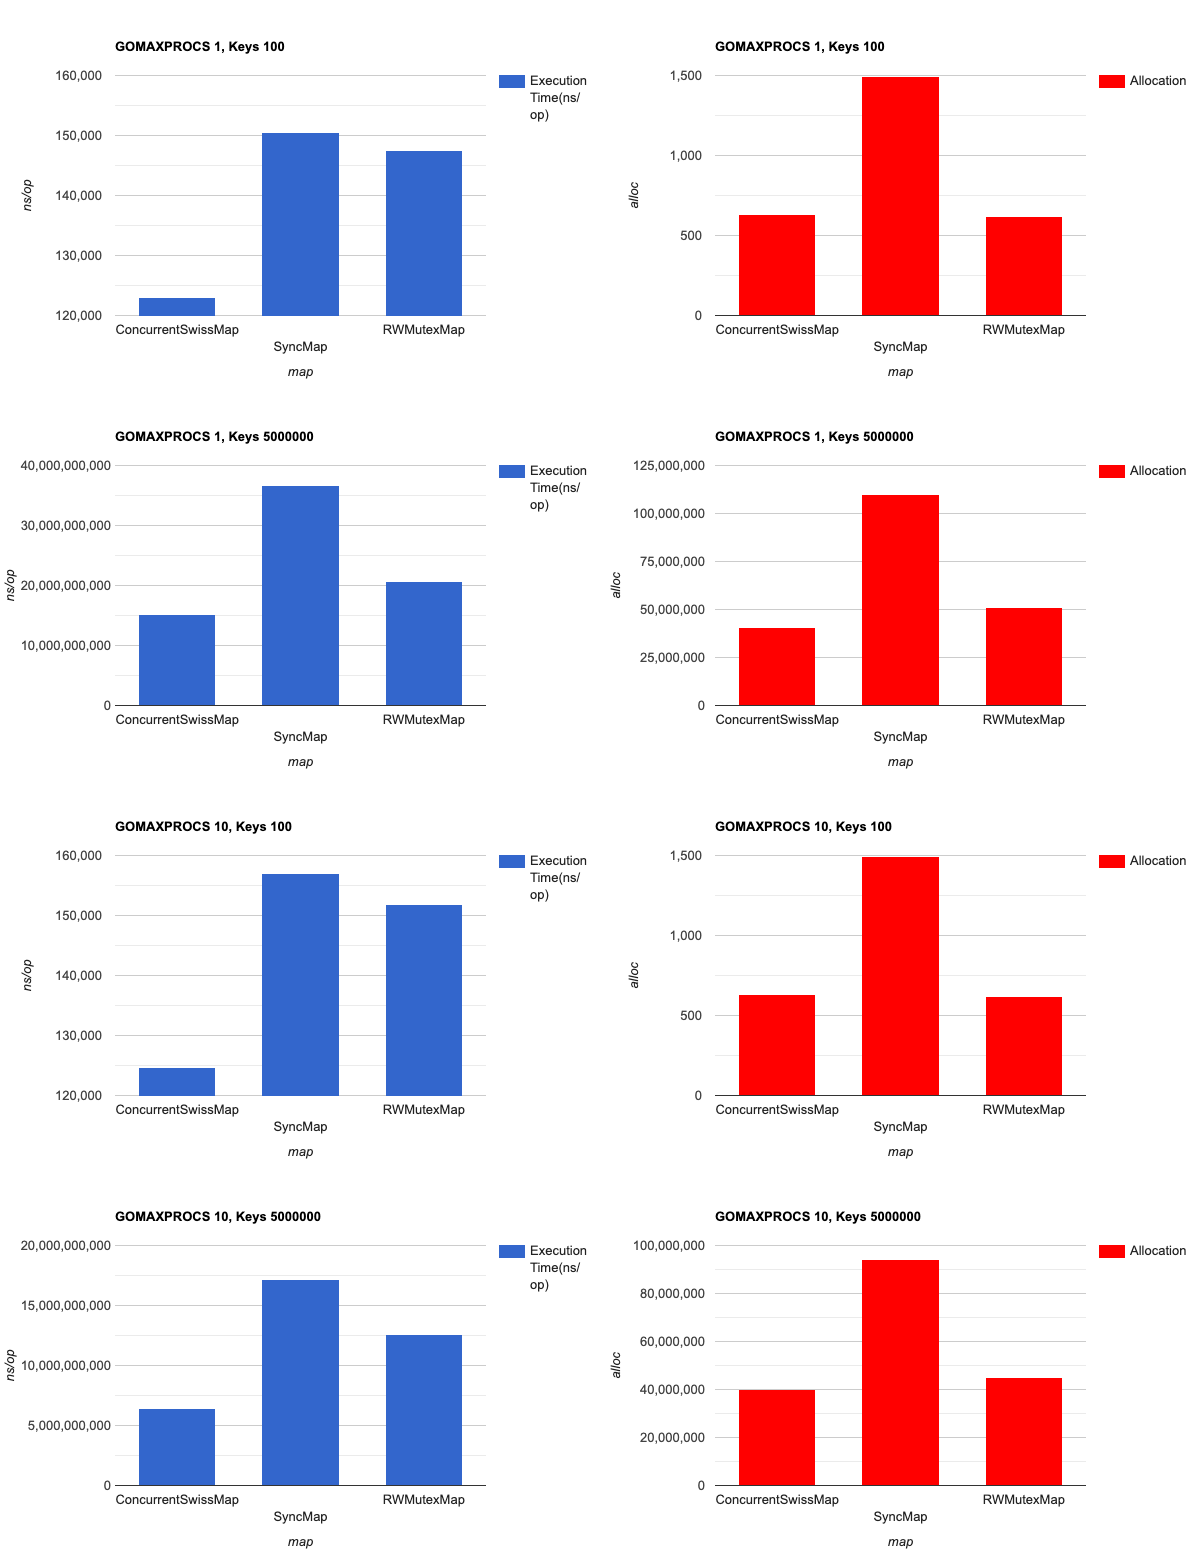 GOMAXPROCS 1, Keys 100
160,000
150,000
140,000
130,000
120,000
ns/op
ConcurrentSwissMap
SyncMap
RWMutexMap
map
Execution
Time(ns/
op)
GOMAXPROCS 1, Keys 100
1,500
1,000
500
0
alloc
ConcurrentSwissMap
SyncMap
RWMutexMap
map
Allocation
GOMAXPROCS 1, Keys 5000000
40,000,000,000
30,000,000,000
20,000,000,000
10,000,000,000
0
ns/op
ConcurrentSwissMap
SyncMap
RWMutexMap
map
Execution
Time(ns/
op)
GOMAXPROCS 1, Keys 5000000
125,000,000
100,000,000
75,000,000
50,000,000
25,000,000
0
alloc
ConcurrentSwissMap
SyncMap
RWMutexMap
map
Allocation
GOMAXPROCS 10, Keys 100
160,000
150,000
140,000
130,000
120,000
ns/op
ConcurrentSwissMap
SyncMap
RWMutexMap
map
Execution
Time(ns/
op)
GOMAXPROCS 10, Keys 100
1,500
1,000
500
0
alloc
ConcurrentSwissMap
SyncMap
RWMutexMap
map
Allocation
GOMAXPROCS 10, Keys 5000000
20,000,000,000
15,000,000,000
10,000,000,000
5,000,000,000
0
ns/op
ConcurrentSwissMap
SyncMap
RWMutexMap
map
Execution
Time(ns/
op)
GOMAXPROCS 10, Keys 5000000
100,000,000
80,000,000
60,000,000
40,000,000
20,000,000
0
alloc
ConcurrentSwissMap
SyncMap
RWMutexMap
map
Allocation